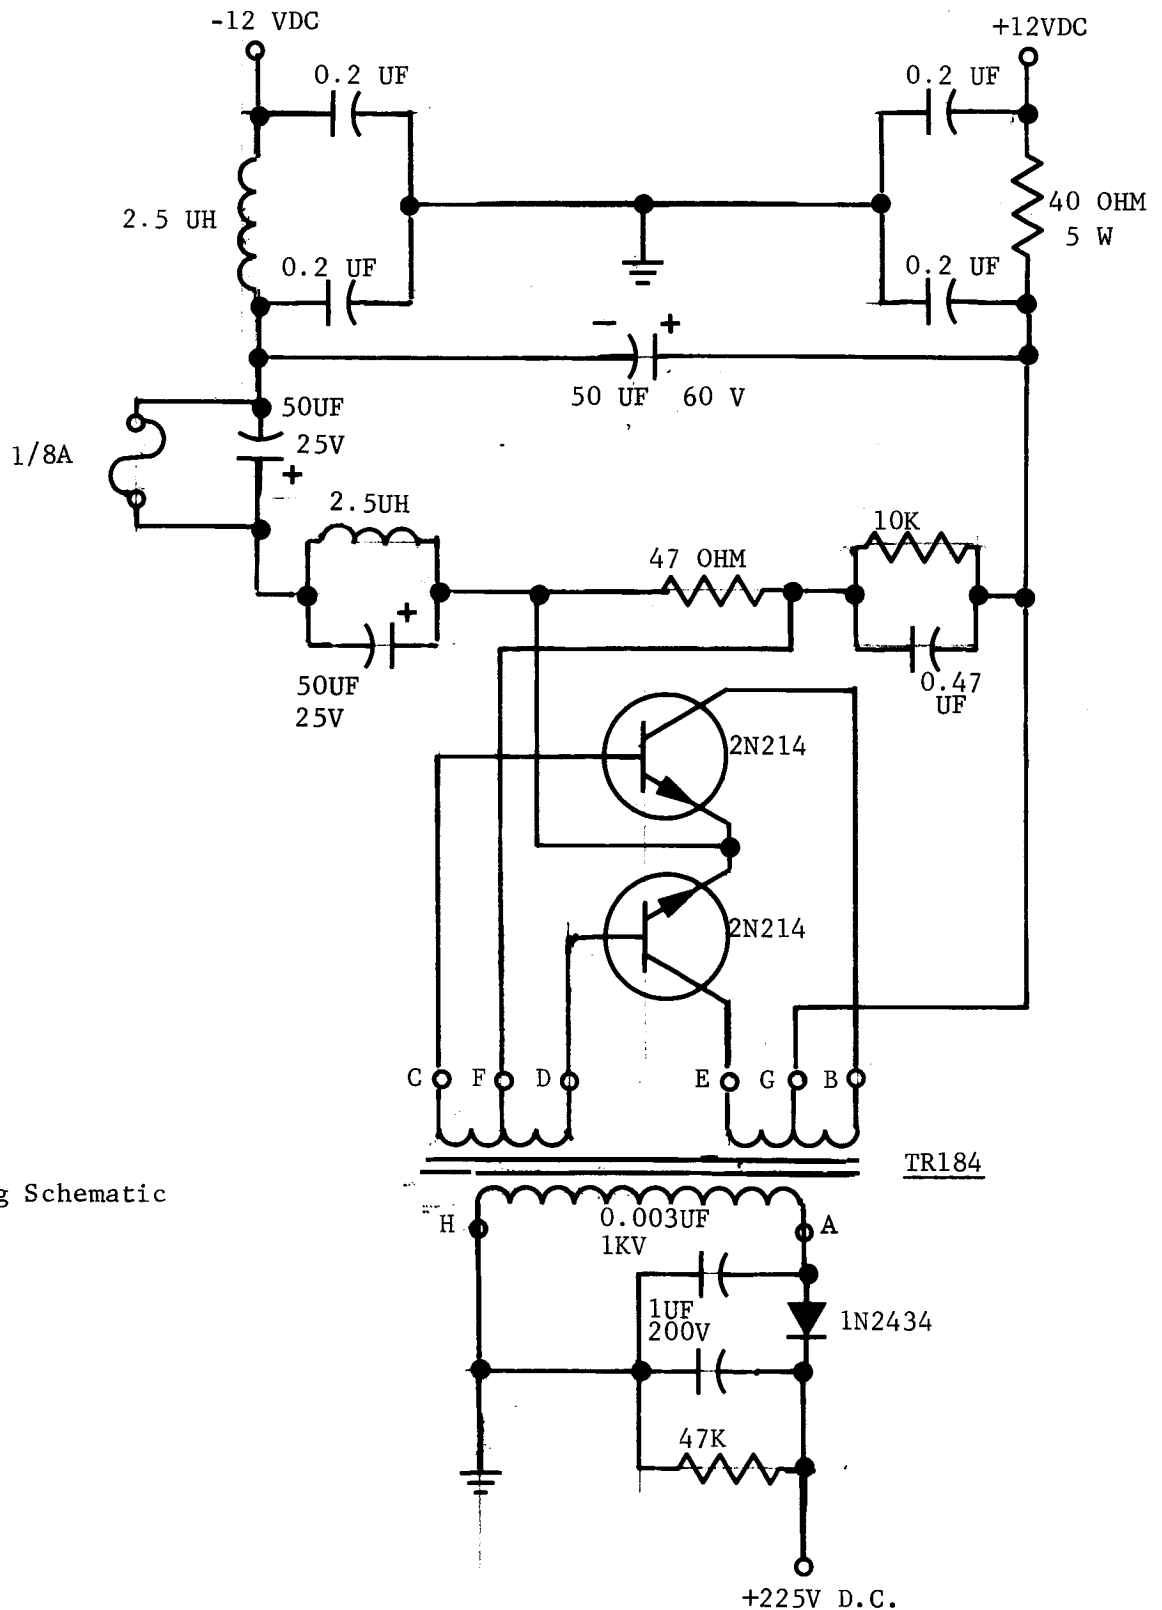 -12 VDC
+12VDC
0.2 UF
0.2 UF
2.5 UH
40 OHM
5 W
0.2 UF
0.2 UF
- +
50 UF 60 V
50UF
25V
1/8A
+
2.5UH
10K
47 OHM
+
50UF
25V
0.47
UF
2N214
2N214
C F D E G B
TR184
g Schematic
H
0.003UF
1KV
A
1UF
200V
1N2434
47K
+225V D.C.